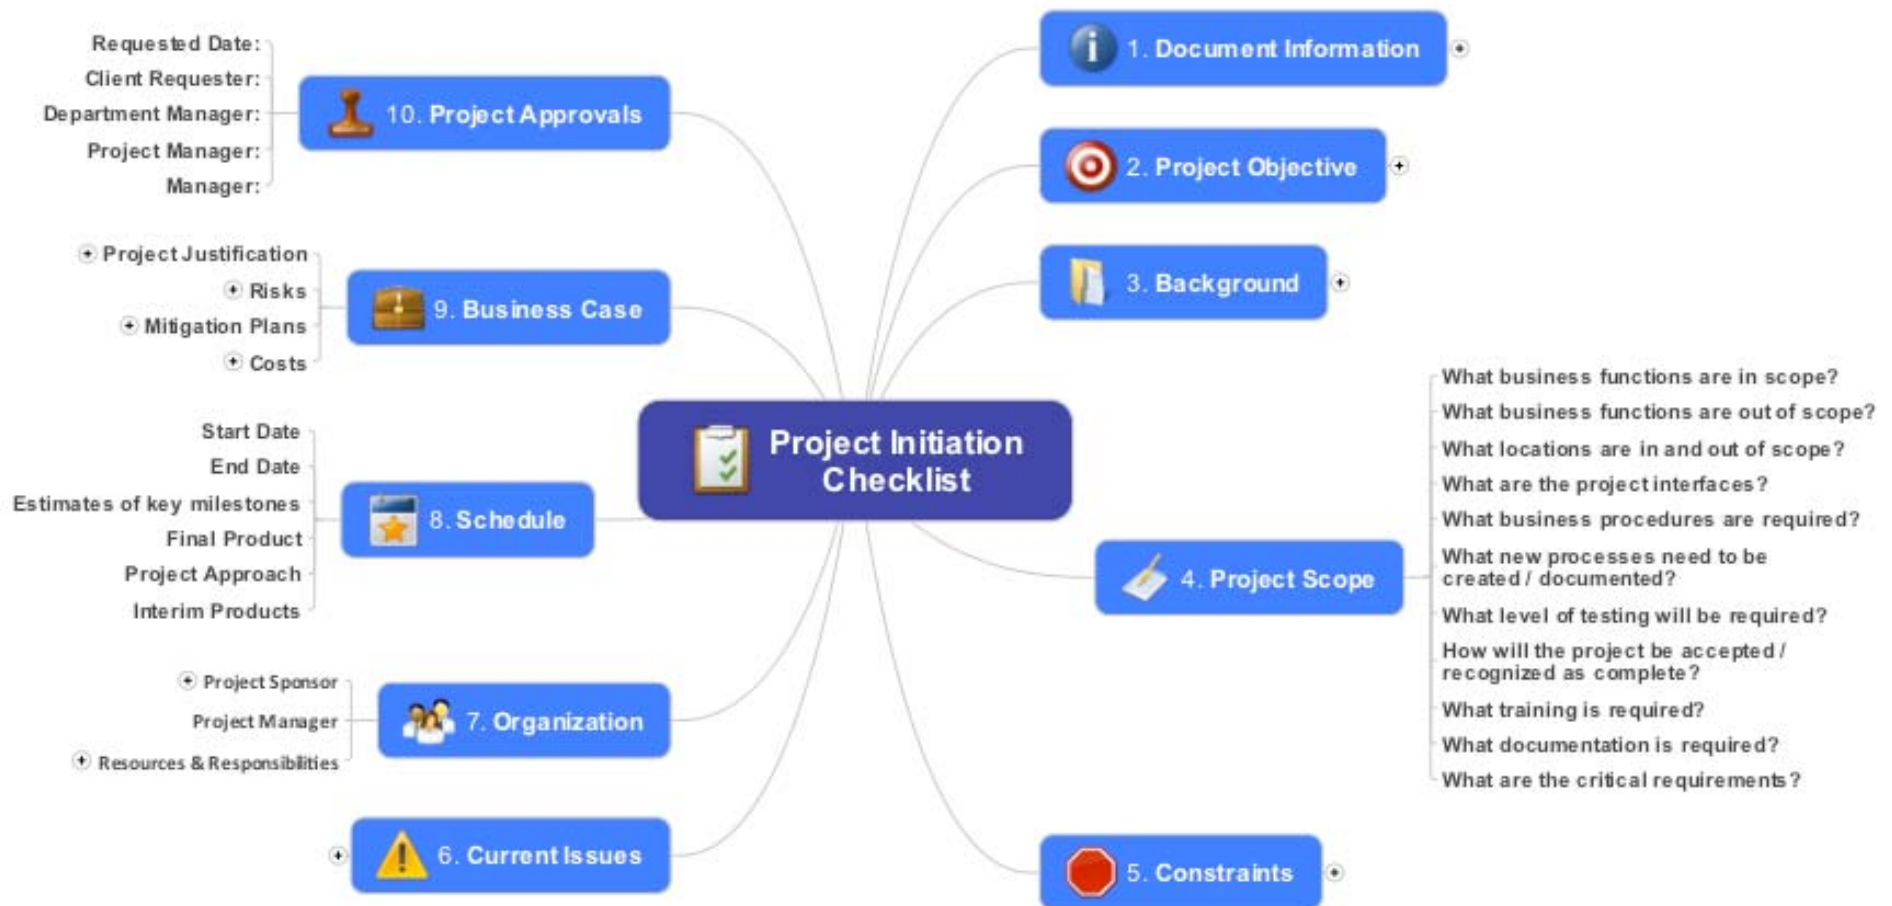 Project Initiation
Checklist
1. Document Information
2. Project Objective
3. Background
4. Project Scope
What business functions are in scope?
What business functions are out of scope?
What locations are in and out of scope?
What are the project interfaces?
What business procedures are required?
What new processes need to be
created / documented?
What level of testing will be required?
How will the project be accepted /
recognized as complete?
What training is required?
What documentation is required?
What are the critical requirements?
5. Constraints
6. Current Issues
7. Organization
Project Sponsor
Project Manager
Resources & Responsibilities
8. Schedule
Start Date
End Date
Estimates of key milestones
Final Product
Project Approach
Interim Products
9. Business Case
Project Justification
Risks
Mitigation Plans
Costs
10. Project Approvals
Requested Date:
Client Requester:
Department Manager:
Project Manager:
Manager: